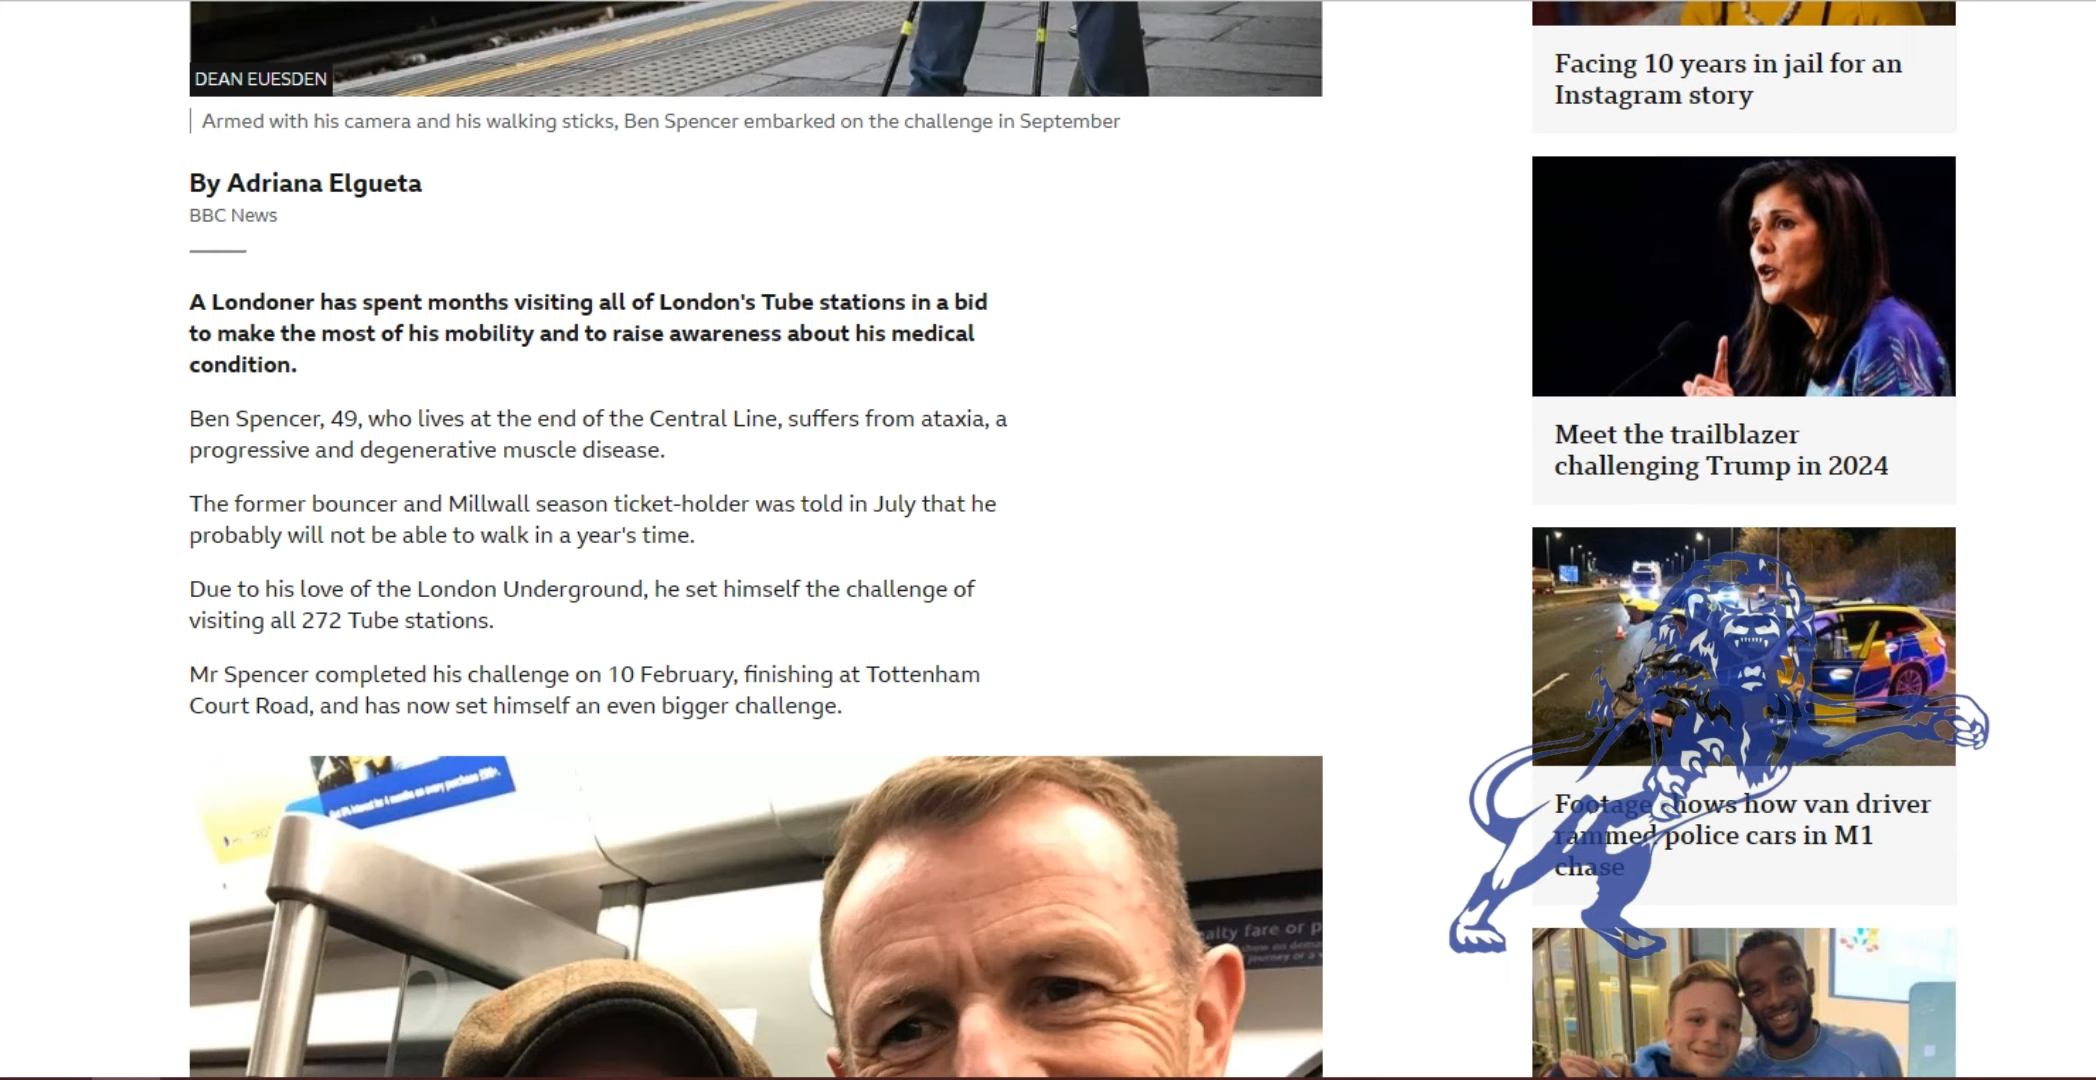 DEAN EUESDEN
Armed with his camera and his walking sticks, Ben Spencer embarked on the challenge in September
By Adriana Elgueta
BBC News
A Londoner has spent months visiting all of London's Tube stations in a bid
to make the most of his mobility and to raise awareness about his medical
condition.
Ben Spencer, 49, who lives at the end of the Central Line, suffers from ataxia, a
progressive and degenerative muscle disease.
The former bouncer and Millwall season ticket-holder was told in July that he
probably will not be able to walk in a year's time.
Due to his love of the London Underground, he set himself the challenge of
visiting all 272 Tube stations.
Mr Spencer completed his challenge on 10 February, finishing at Tottenham
Court Road, and has now set himself an even bigger challenge.
alty fare or p
Facing 10 years in jail for an
Instagram story
Meet the trailblazer
challenging Trump in 2024
Footage shows how van driver
rammed police cars in M1
chase